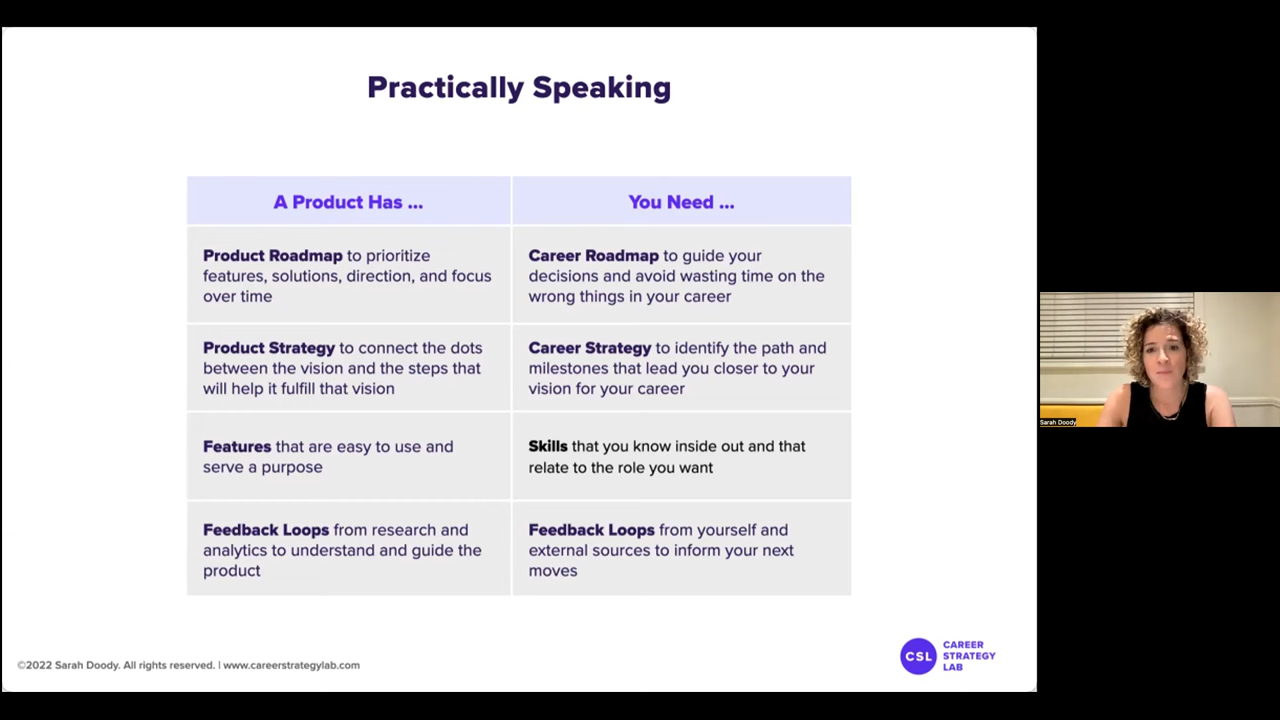 Practically Speaking
A Product Has ...
You Need ...
Product Roadmap to prioritize
features, solutions, direction, and focus
over time
Career Roadmap to guide your
decisions and avoid wasting time on the
wrong things in your career
Product Strategy to connect the dots
between the vision and the steps that
will help it fulfill that vision
Career Strategy to identify the path and
milestones that lead you closer to your
vision for your career
Features that are easy to use and
serve a purpose
Skills that you know inside out and that
relate to the role you want
Feedback Loops from research and
analytics to understand and guide the
product
Feedback Loops from yourself and
external sources to inform your next
moves
©2022 Sarah Doody. All rights reserved. | www.careerstrategylab.com
CSL
CAREER
STRATEGY
LAB
Sarah Doody